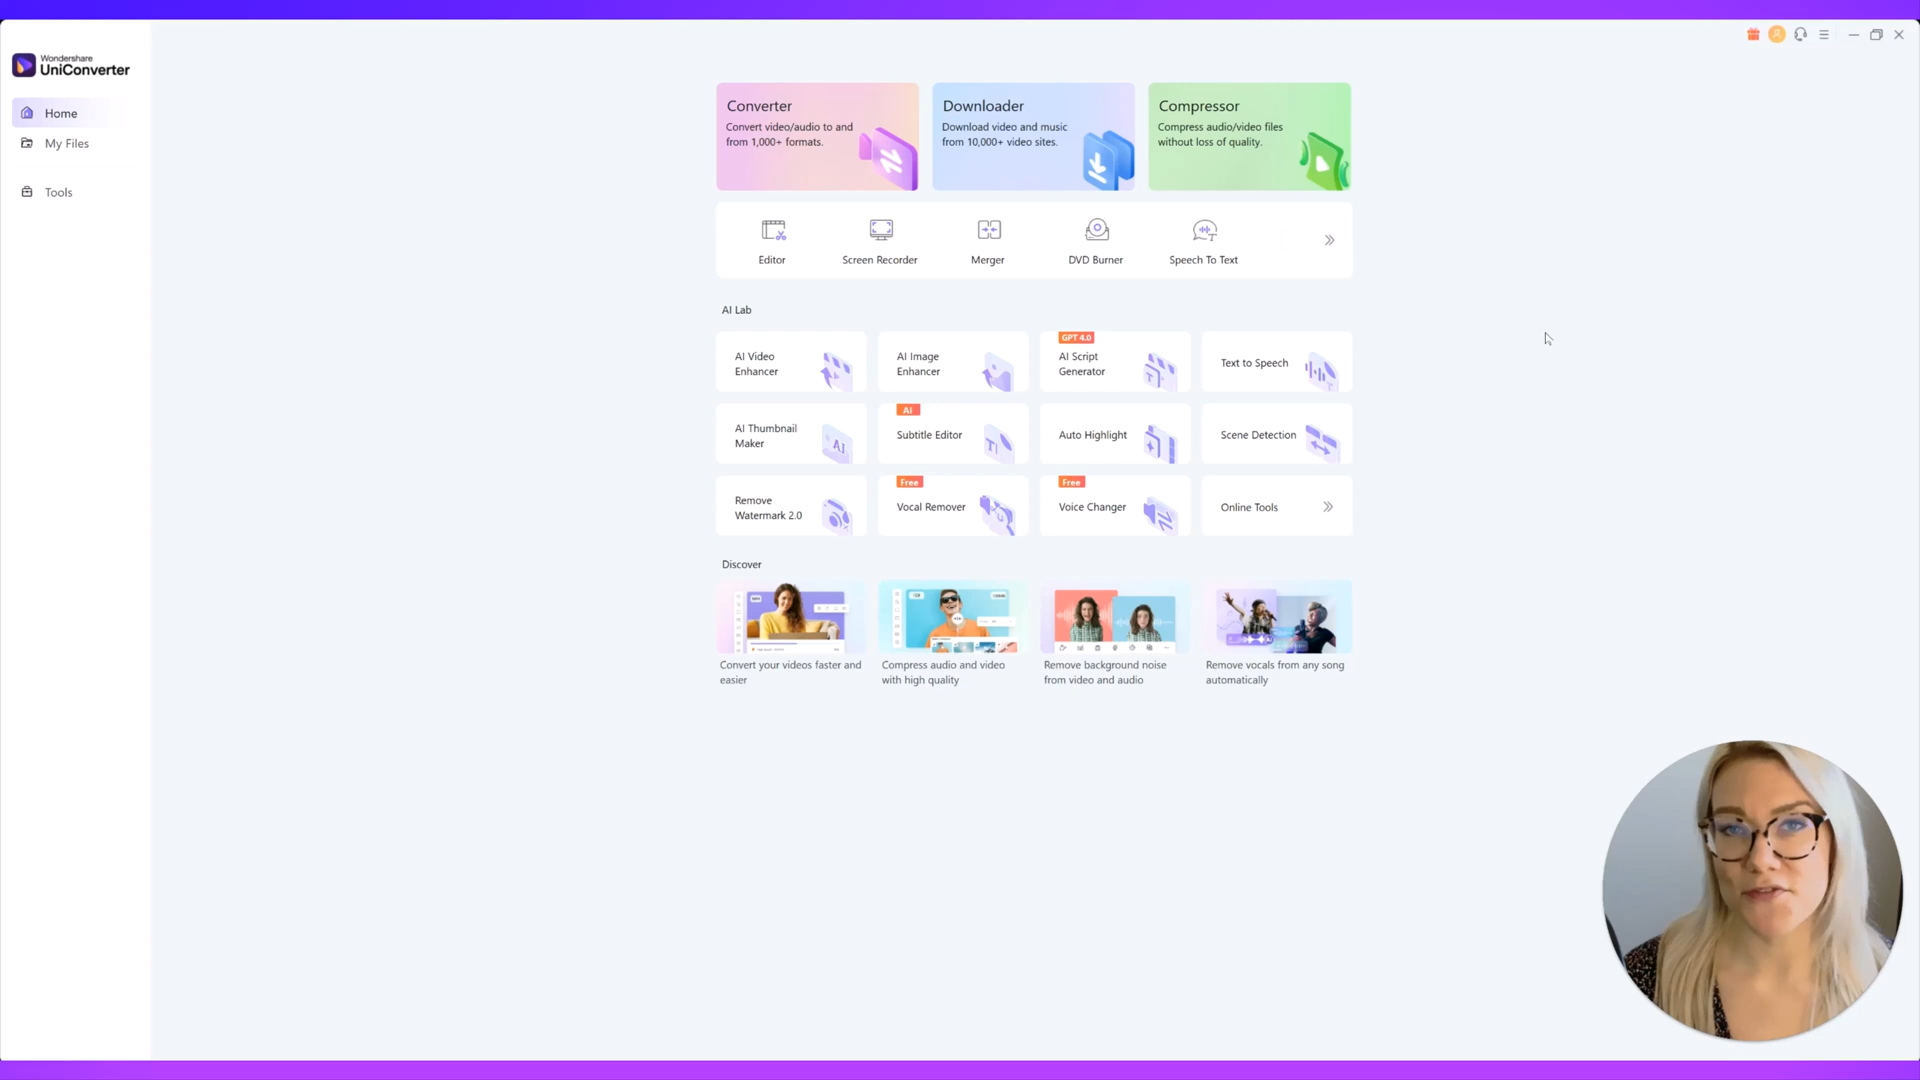 Wondershare
UniConverter
Home
My Files
Tools
Converter
Convert video/audio to and
from 1,000+ formats.
Downloader
Download video and music
from 10,000+ video sites.
Compressor
Compress audio/video files
without loss of quality.
Editor
Screen Recorder
Merger
DVD Burner
Speech To Text
AI Lab
AI Video
Enhancer
AI Image
Enhancer
GPT 4.0
AI Script
Generator
Text to Speech
AI Thumbnail
Maker
AI
AI
Subtitle Editor
Auto Highlight
Scene Detection
Remove
Watermark 2.0
Free
Vocal Remover
Free
Voice Changer
Online Tools
Discover
Convert your videos faster and
easier
Compress audio and video
with high quality
Remove background noise
from video and audio
Remove vocals from any song
automatically